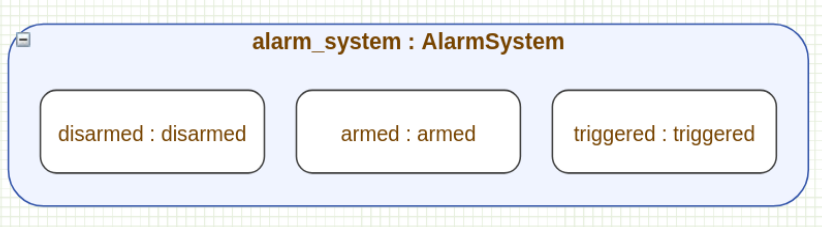 alarm_system : AlarmSystem
disarmed : disarmed
armed : armed
triggered : triggered